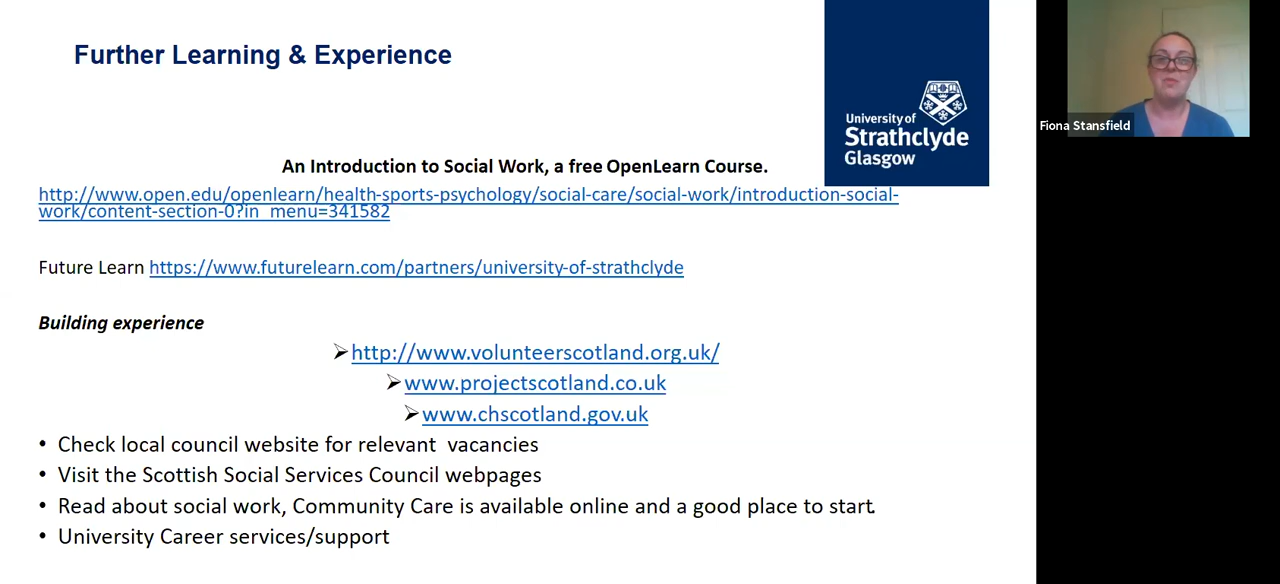 Further Learning & Experience
University of
Strathclyde
Glasgow
Fiona Stansfield
An Introduction to Social Work, a free OpenLearn Course.
http://www.open.edu/openlearn/health-sports-psychology/social-care/social-work/introduction-social-
work/content-section-0?in_menu=341582
Future Learn https://www.futurelearn.com/partners/university-of-strathclyde
Building experience
➢http://www.volunteerscotland.org.uk/
➢www.projectscotland.co.uk
➢www.chscotland.gov.uk
• Check local council website for relevant  vacancies
• Visit the Scottish Social Services Council webpages
• Read about social work, Community Care is available online and a good place to start.
• University Career services/support